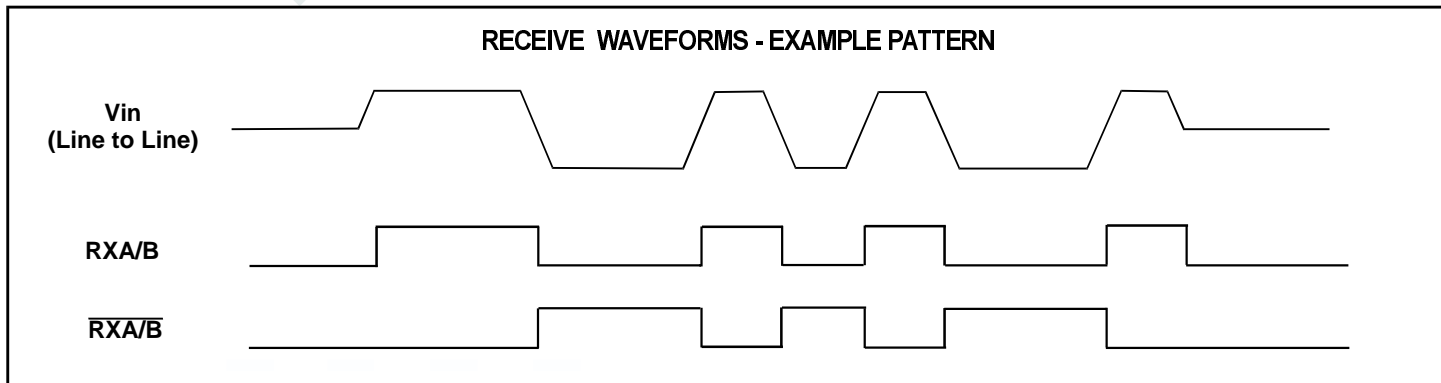 RECEIVE WAVEFORMS - EXAMPLE PATTERN
Vin
(Line to Line)
RXA/B
RXA/B